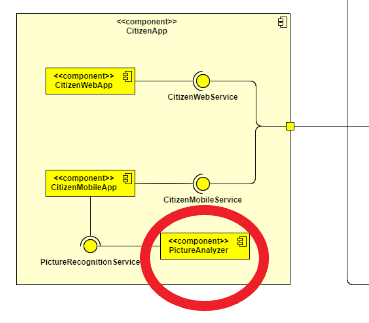 <<component>>
CitizenApp
<<component>>
CitizenWebApp
CitizenWebService
<<component>>
CitizenMobileApp
CitizenMobileService
<<component>>
PictureAnalyzer
PictureRecognitionService